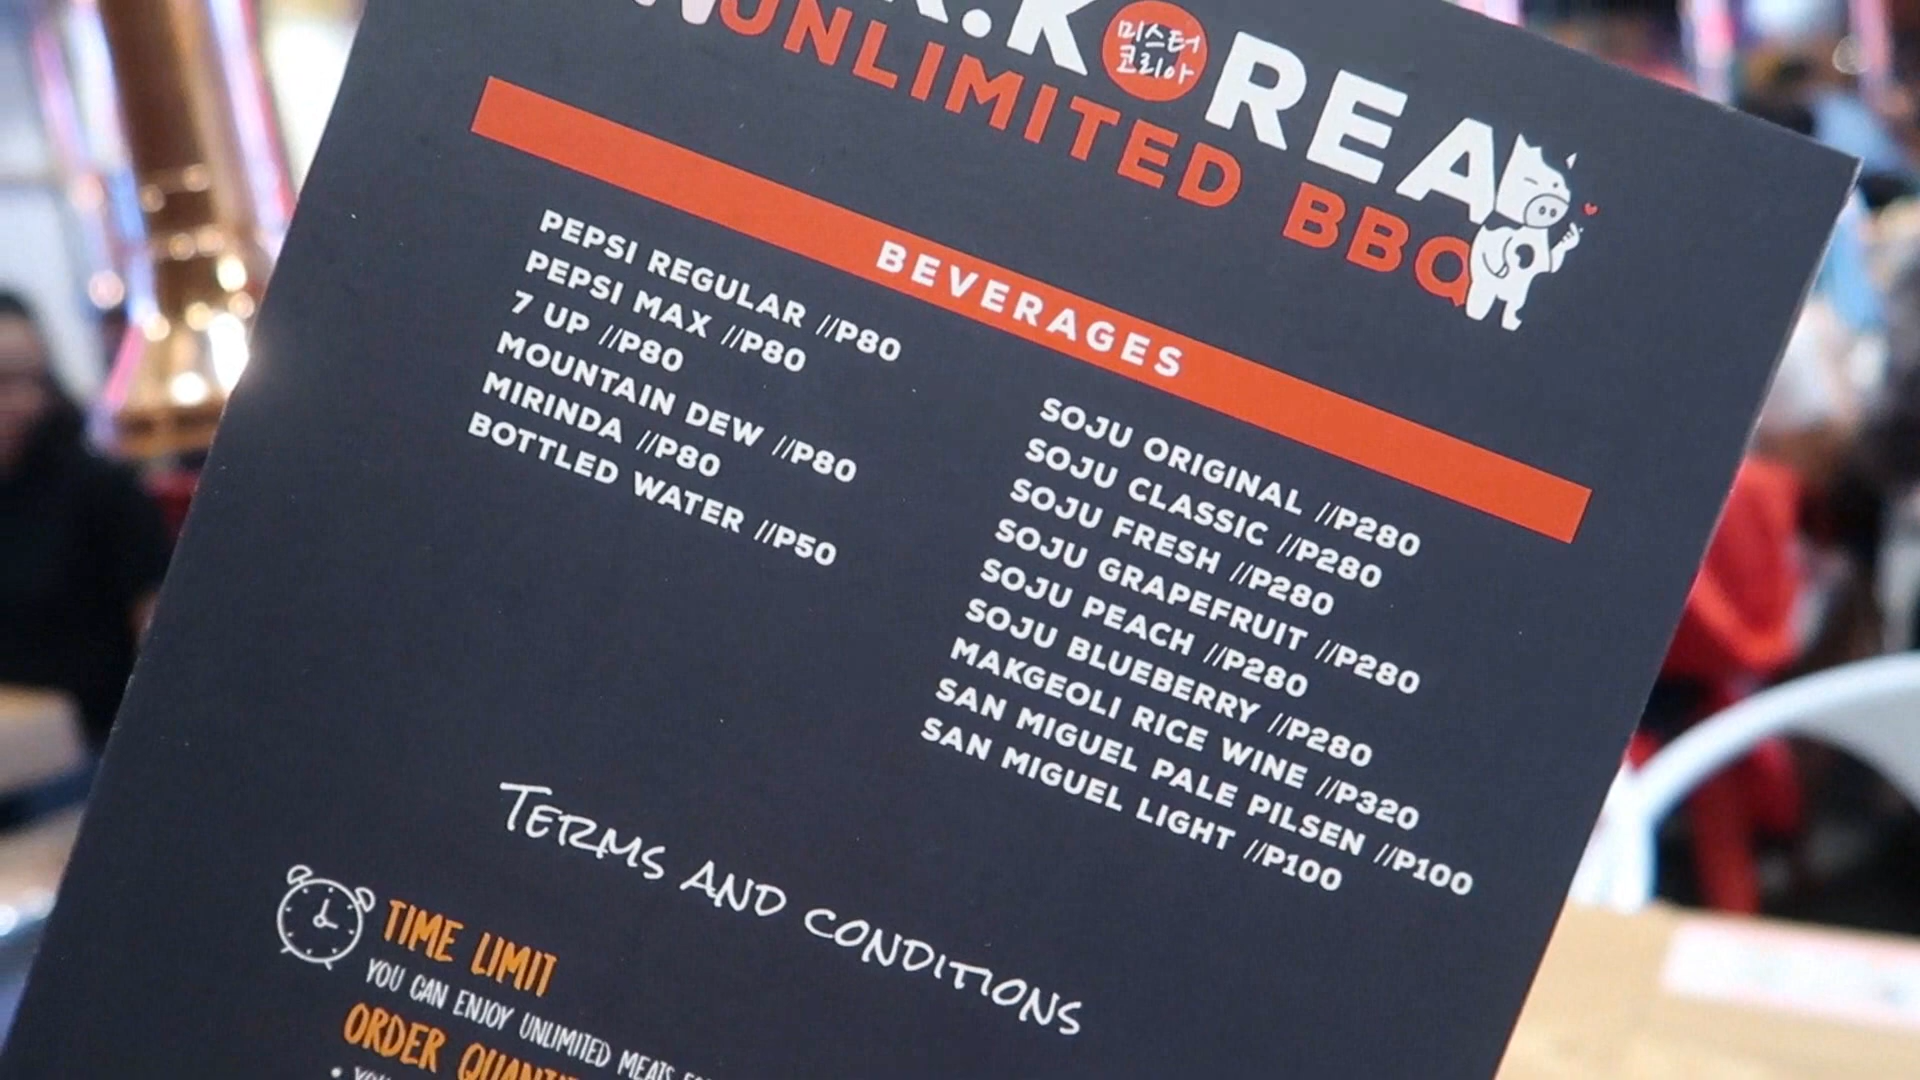 R.KOREA
미스터
코리아
UNLIMITED BBQ
BEVERAGES
PEPSI REGULAR //P80
PEPSI MAX //P80
7 UP //P80
MOUNTAIN DEW //P80
MIRINDA //P80
BOTTLED WATER //P50
SOJU ORIGINAL //P280
SOJU CLASSIC //P280
SOJU FRESH //P280
SOJU GRAPEFRUIT //P280
SOJU PEACH //P280
SOJU BLUEBERRY //P280
MAKGEOLI RICE WINE //P320
SAN MIGUEL PALE PILSEN //P100
SAN MIGUEL LIGHT //P100
TERMS AND CONDITIONS
TIME LIMIT
YOU CAN ENJOY UNLIMITED MEATS
ORDER